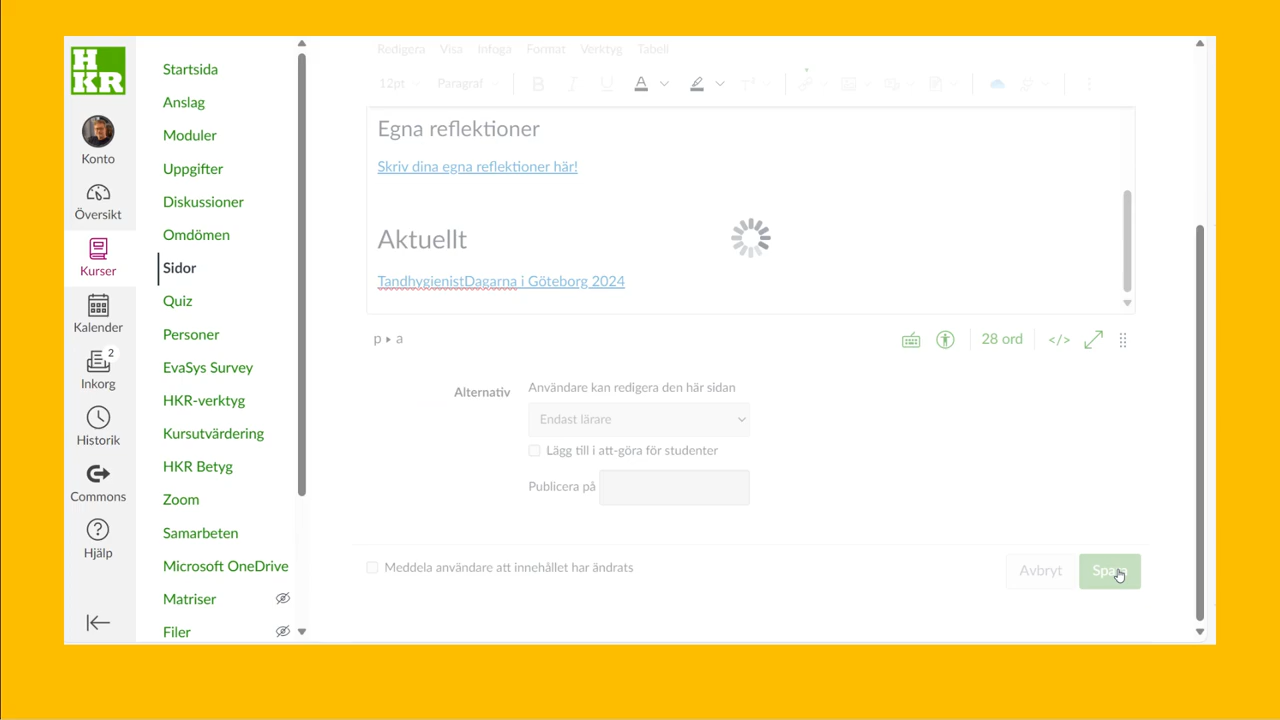 HKR
Konto
Översikt
Kurser
Kalender
2
Inkorg
Historik
Commons
Hjälp
Startsida
Anslag
Moduler
Uppgifter
Diskussioner
Omdömen
Sidor
Quiz
Personer
EvaSys Survey
HKR-verktyg
Kursutvärdering
HKR Betyg
Zoom
Samarbeten
Microsoft OneDrive
Matriser
Filer
Redigera Visa Infoga Format Verktyg Tabell
12pt Paragraf B I U A T
Egna reflektioner
Skriv dina egna reflektioner här!
Aktuellt
TandhygienistDagarna i Göteborg 2024
p ▸ a 28 ord </>
Alternativ Användare kan redigera den här sidan
Endast lärare
Lägg till i att-göra för studenter
Publicera på
Meddela användare att innehållet har ändrats Avbryt Spara